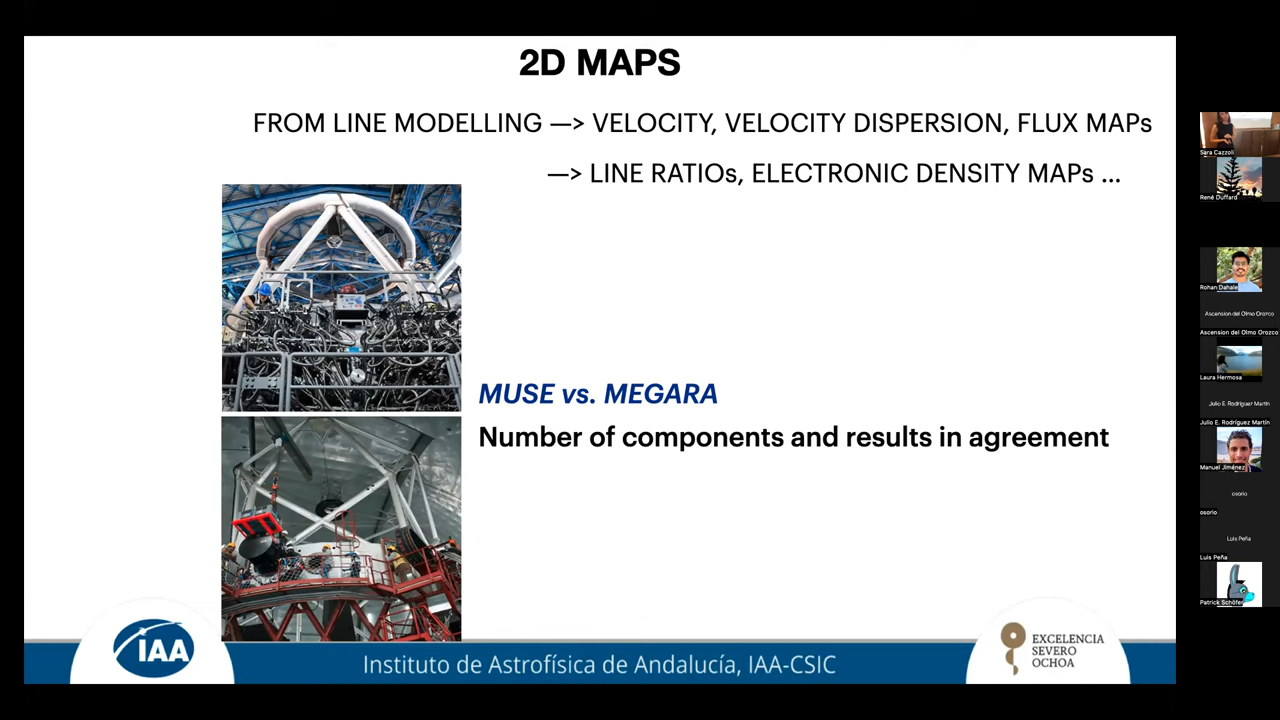 2D MAPS
FROM LINE MODELLING —> VELOCITY, VELOCITY DISPERSION, FLUX MAPs
—> LINE RATIOs, ELECTRONIC DENSITY MAPs ...
MUSE vs. MEGARA
Number of components and results in agreement
IAA
Instituto de Astrofísica de Andalucía, IAA-CSIC
EXCELENCIA
SEVERO
OCHOA
Sara Cazzoli
René Duffard
Rohan Dahale
Ascension del Olmo Orozco
Ascension del Olmo Orozco
Laura Hermosa
Julio E. Rodríguez Martín
Julio E. Rodríguez Martín
Manuel Jiménez
osorio
osorio
Luis Peña
Luis Peña
Patrick Schöfer